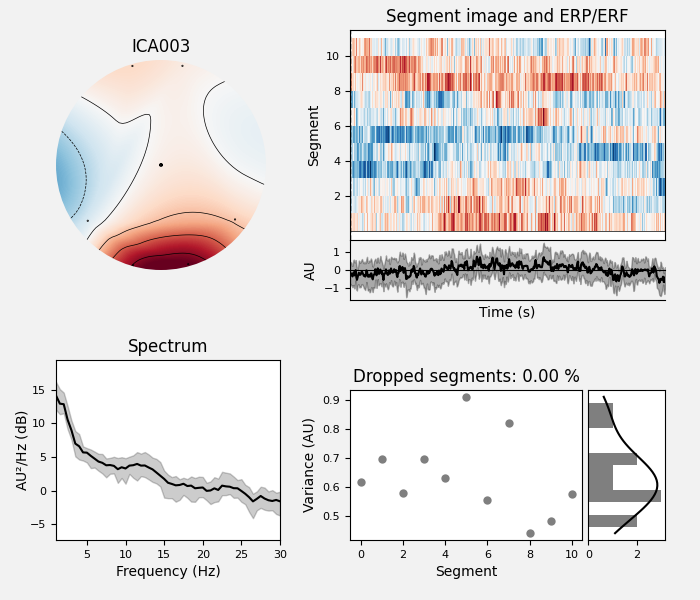 ICA003
Segment image and ERP/ERF
Segment
10
8
6
4
2
AU
1
0
−1
Time (s)
Spectrum
AU²/Hz (dB)
15
10
5
0
−5
5 10 15 20 25 30
Frequency (Hz)
Dropped segments: 0.00 %
Variance (AU)
0.9
0.8
0.7
0.6
0.5
0 2 4 6 8 10
Segment
0 2